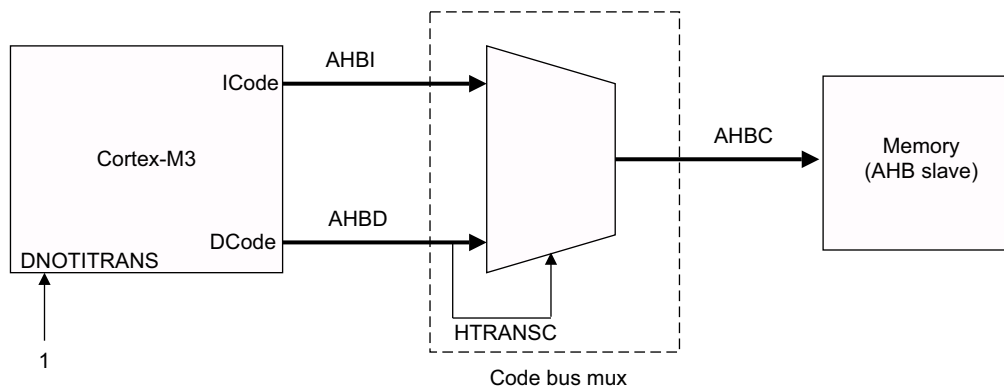 AHBI
ICode
Cortex-M3
AHBC
Memory
(AHB slave)
AHBD
DCode
DNOTITRANS
HTRANSC
1
Code bus mux